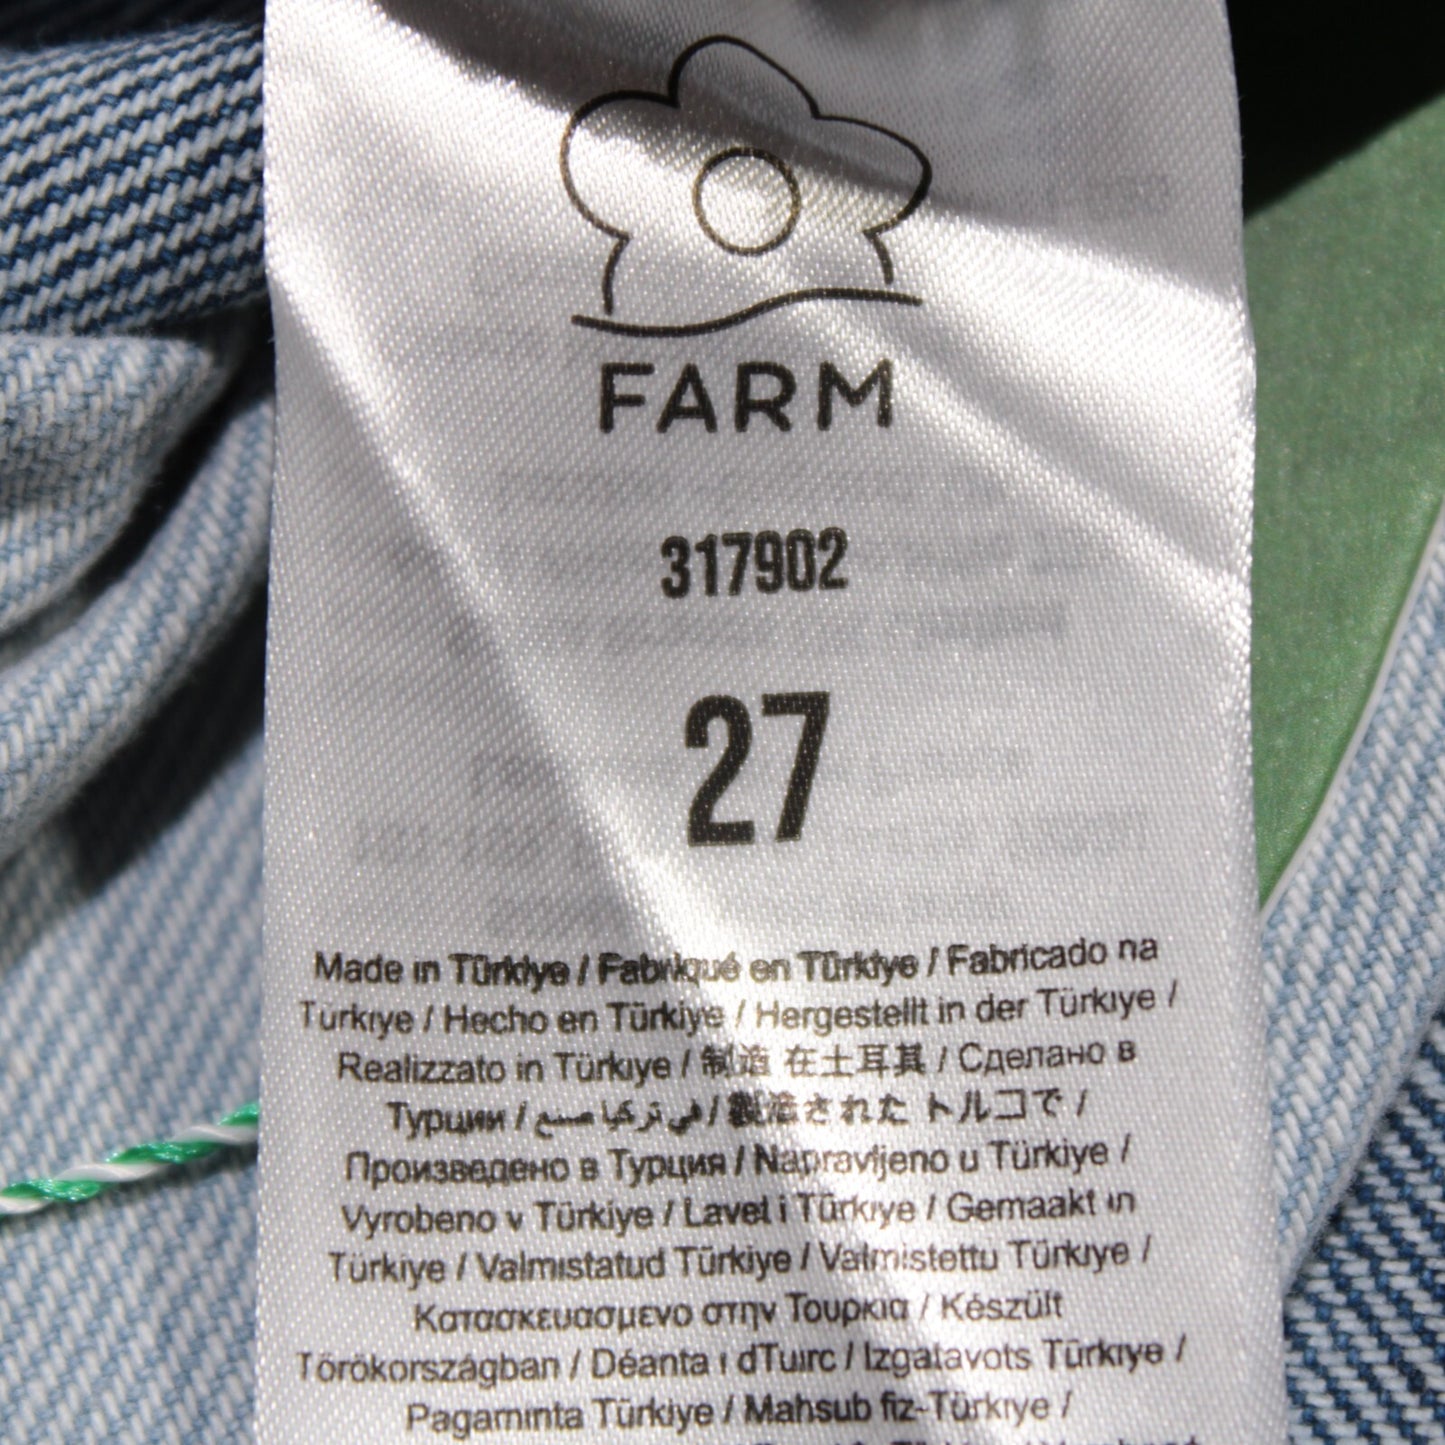 FARM
317902
27
Made in Türkiye / Fabriqué en Türkiye / Fabricado na
Türkiye / Hecho en Türkiye / Hergestellt in der Türkiye /
Realizzato in Türkiye / 制造 在土耳其 / Сделано в
Турции / في تركيا صنع / 製造された トルコで /
Произведено в Турция / Napravljeno u Türkiye /
Vyrobeno v Türkiye / Lavet i Türkiye / Gemaakt in
Türkiye / Valmistatud Türkiye / Valmistettu Türkiye /
Κατασκευασμενο στην Τουρκια / Készült
Törökországban / Déanta i dTuirc / Izgatavots Türkiye /
Pagaminta Türkiye / Mahsub fiz-Türkiye /